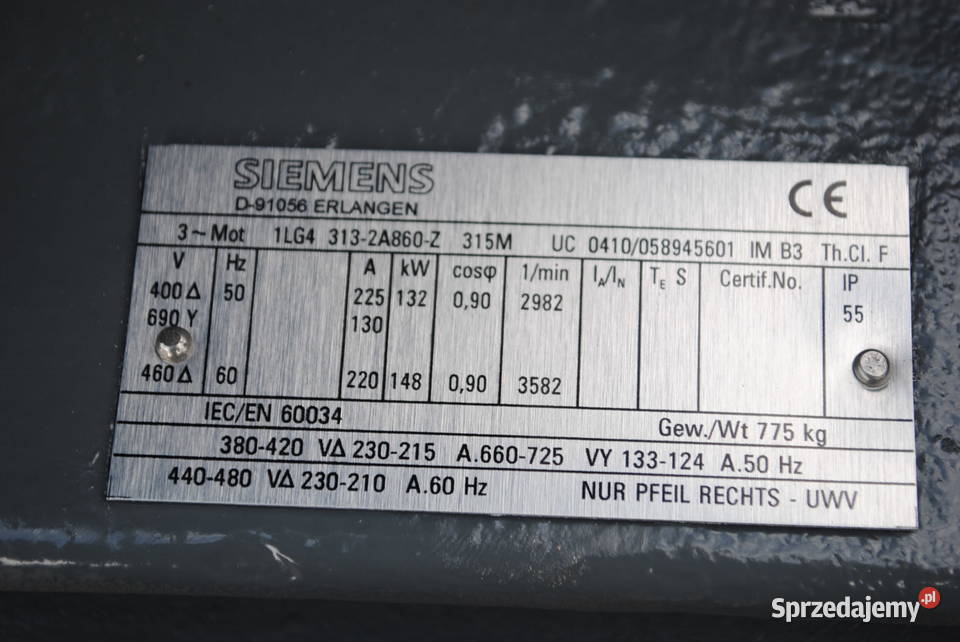 SIEMENS
D-91056 ERLANGEN
CE
3~Mot 1LG4 313-2A860-Z 315M UC 0410/058945601 IM B3 Th.Cl. F
V Hz A kW cosφ 1/min IA/IN TE S Certif.No. IP
400 Δ 50 225 132 0,90 2982 55
690 Y 130
460 Δ 60 220 148 0,90 3582
IEC/EN 60034 Gew./Wt 775 kg
380-420 VΔ 230-215 A.660-725 VY 133-124 A.50 Hz
440-480 VΔ 230-210 A.60 Hz NUR PFEIL RECHTS - UWV
Sprzedajemy.pl